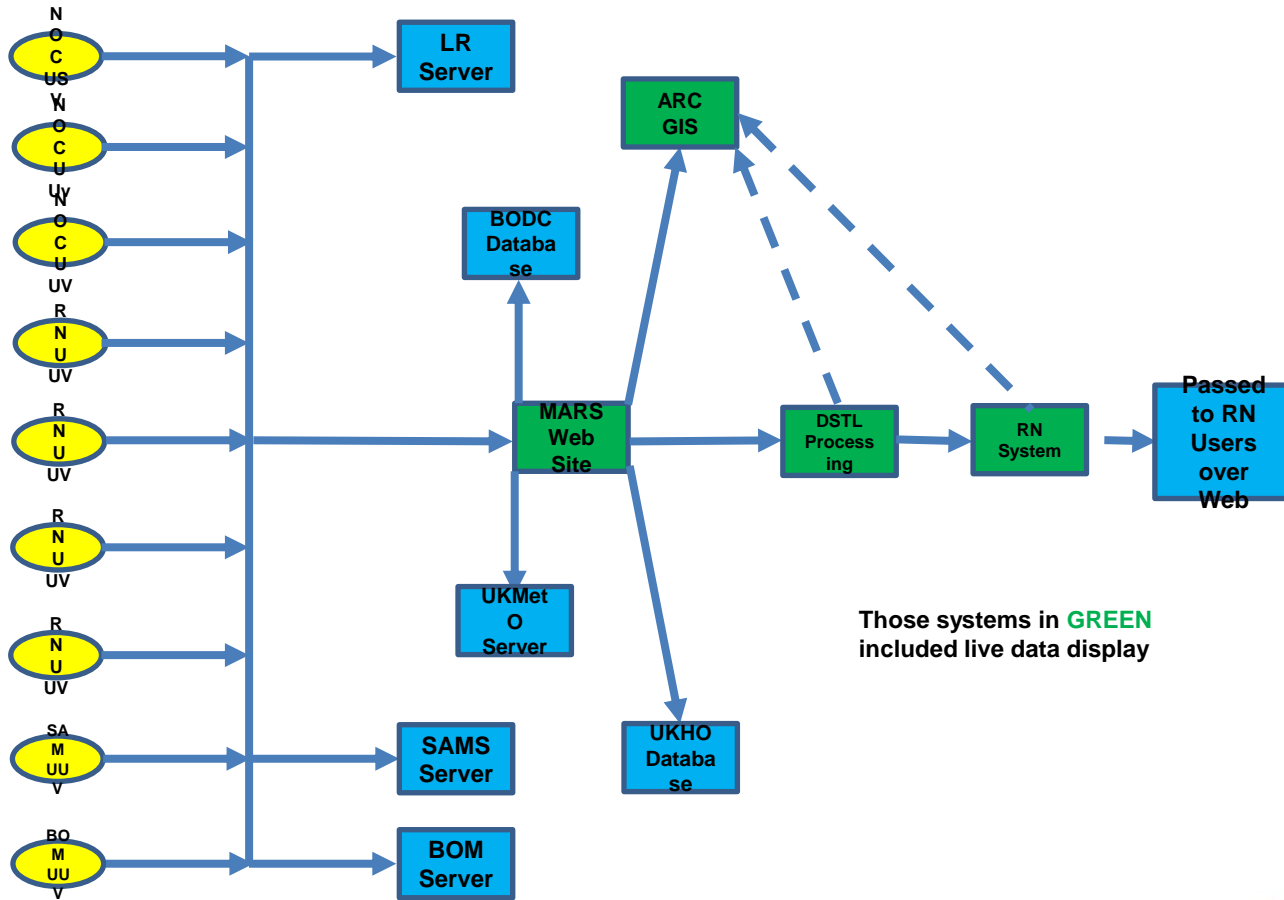 N
O
C
US
V
N
O
C
U
Uv
N
O
C
U
UV
R
N
U
UV
R
N
U
UV
R
N
U
UV
R
N
U
UV
SA
M
UU
V
BO
M
UU
V
LR
Server
ARC
GIS
BODC
Databa
se
MARS
Web
Site
DSTL
Process
ing
RN
System
Passed
to RN
Users
over
Web
UKMet
O
Server
Those systems in GREEN
included live data display
UKHO
Databa
se
SAMS
Server
BOM
Server